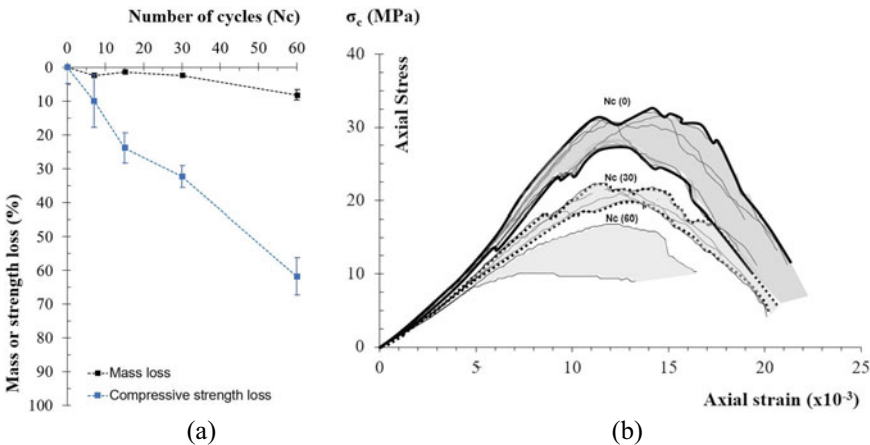 Number of cycles (Nc)
0 10 20 30 40 50 60
0
10
20
30
40
50
60
70
80
90
100
Mass or strength loss (%)
Mass loss
Compressive strength loss
(a)
σc (MPa)
40
30
20
10
0
Axial Stress
Nc (0)
Nc (30)
Nc (60)
0 5 10 15 20 25
Axial strain (x10⁻³)
(b)